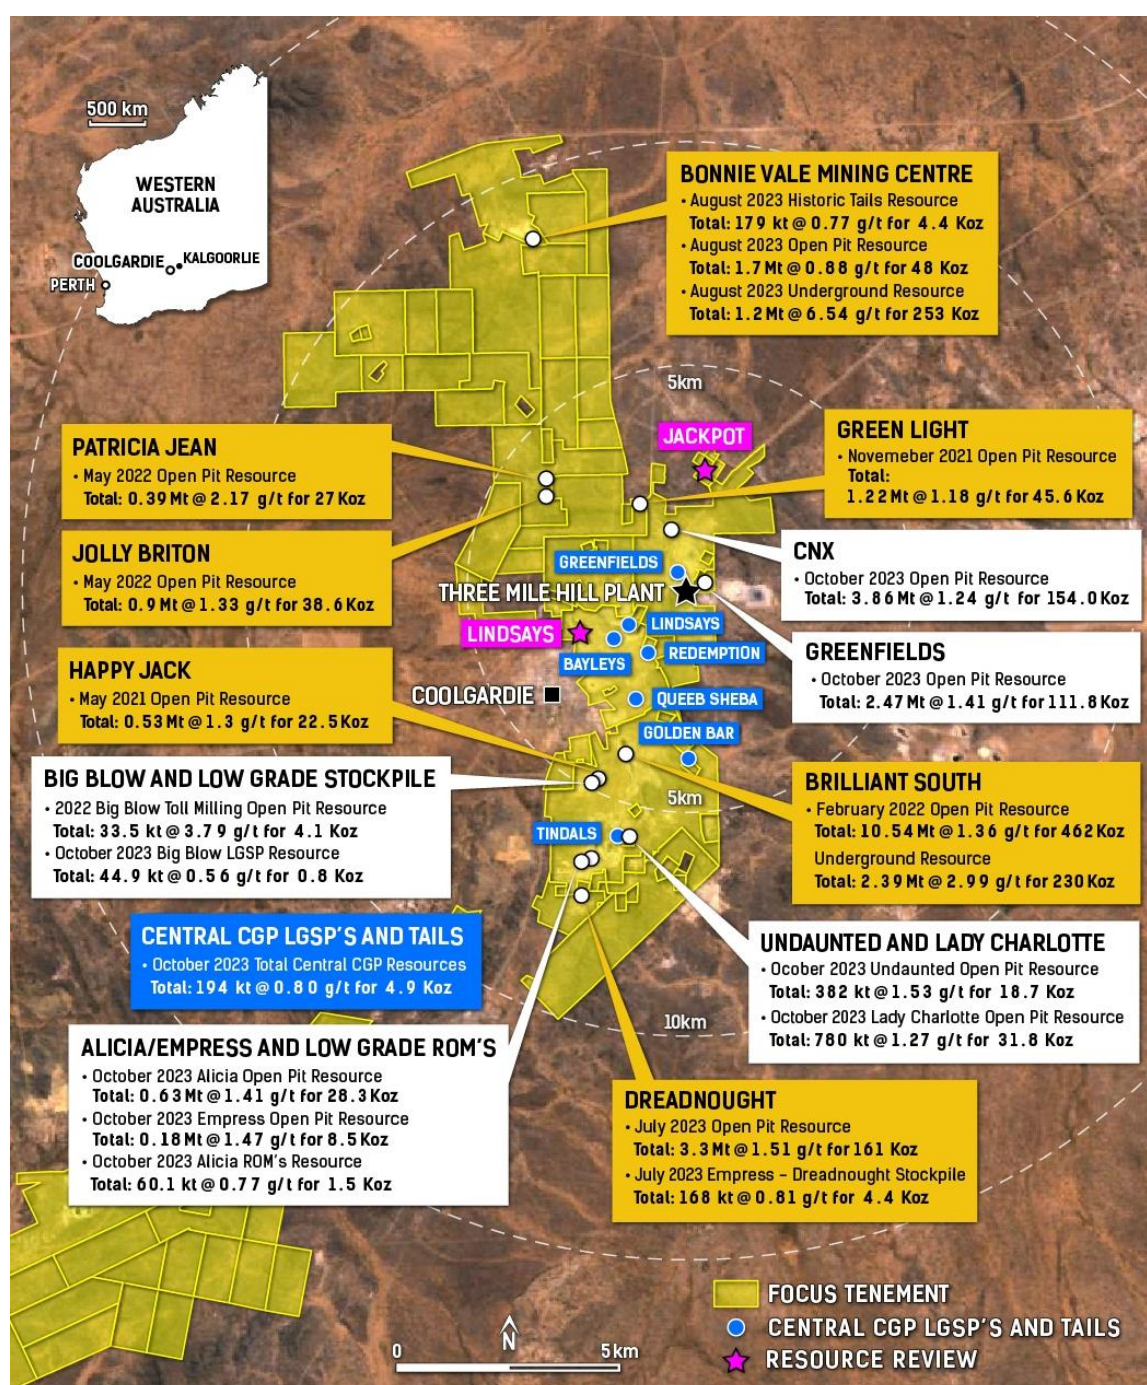 500 km
WESTERN
AUSTRALIA
COOLGARDIE
KALGOORLIE
PERTH
BONNIE VALE MINING CENTRE
• August 2023 Historic Tails Resource
Total: 179 kt @ 0.77 g/t for 4.4 Koz
• August 2023 Open Pit Resource
Total: 1.7 Mt @ 0.88 g/t for 48 Koz
• August 2023 Underground Resource
Total: 1.2 Mt @ 6.54 g/t for 253 Koz
5km
JACKPOT
PATRICIA JEAN
• May 2022 Open Pit Resource
Total: 0.39 Mt @ 2.17 g/t for 27 Koz
GREEN LIGHT
• Novemeber 2021 Open Pit Resource
Total:
1.22 Mt @ 1.18 g/t for 45.6 Koz
JOLLY BRITON
• May 2022 Open Pit Resource
Total: 0.9 Mt @ 1.33 g/t for 38.6 Koz
CNX
• October 2023 Open Pit Resource
Total: 3.86 Mt @ 1.24 g/t for 154.0 Koz
GREENFIELDS
THREE MILE HILL PLANT
LINDSAYS
LINDSAYS
BAYLEYS
REDEMPTION
GREENFIELDS
• October 2023 Open Pit Resource
Total: 2.47 Mt @ 1.41 g/t for 111.8 Koz
HAPPY JACK
• May 2021 Open Pit Resource
Total: 0.53 Mt @ 1.3 g/t for 22.5 Koz
COOLGARDIE
QUEEB SHEBA
GOLDEN BAR
BIG BLOW AND LOW GRADE STOCKPILE
• 2022 Big Blow Toll Milling Open Pit Resource
Total: 33.5 kt @ 3.79 g/t for 4.1 Koz
• October 2023 Big Blow LGSP Resource
Total: 44.9 kt @ 0.56 g/t for 0.8 Koz
5km
TINDALS
BRILLIANT SOUTH
• February 2022 Open Pit Resource
Total: 10.54 Mt @ 1.36 g/t for 462 Koz
Underground Resource
Total: 2.39 Mt @ 2.99 g/t for 230 Koz
CENTRAL CGP LGSP'S AND TAILS
• October 2023 Total Central CGP Resources
Total: 194 kt @ 0.80 g/t for 4.9 Koz
UNDAUNTED AND LADY CHARLOTTE
• Ocober 2023 Undaunted Open Pit Resource
Total: 382 kt @ 1.53 g/t for 18.7 Koz
• October 2023 Lady Charlotte Open Pit Resource
Total: 780 kt @ 1.27 g/t for 31.8 Koz
10km
ALICIA/EMPRESS AND LOW GRADE ROM'S
• October 2023 Alicia Open Pit Resource
Total: 0.63 Mt @ 1.41 g/t for 28.3 Koz
• October 2023 Empress Open Pit Resource
Total: 0.18 Mt @ 1.47 g/t for 8.5 Koz
• October 2023 Alicia ROM's Resource
Total: 60.1 kt @ 0.77 g/t for 1.5 Koz
DREADNOUGHT
• July 2023 Open Pit Resource
Total: 3.3 Mt @ 1.51 g/t for 161 Koz
• July 2023 Empress – Dreadnought Stockpile
Total: 168 kt @ 0.81 g/t for 4.4 Koz
FOCUS TENEMENT
CENTRAL CGP LGSP'S AND TAILS
RESOURCE REVIEW
N
0
5 km